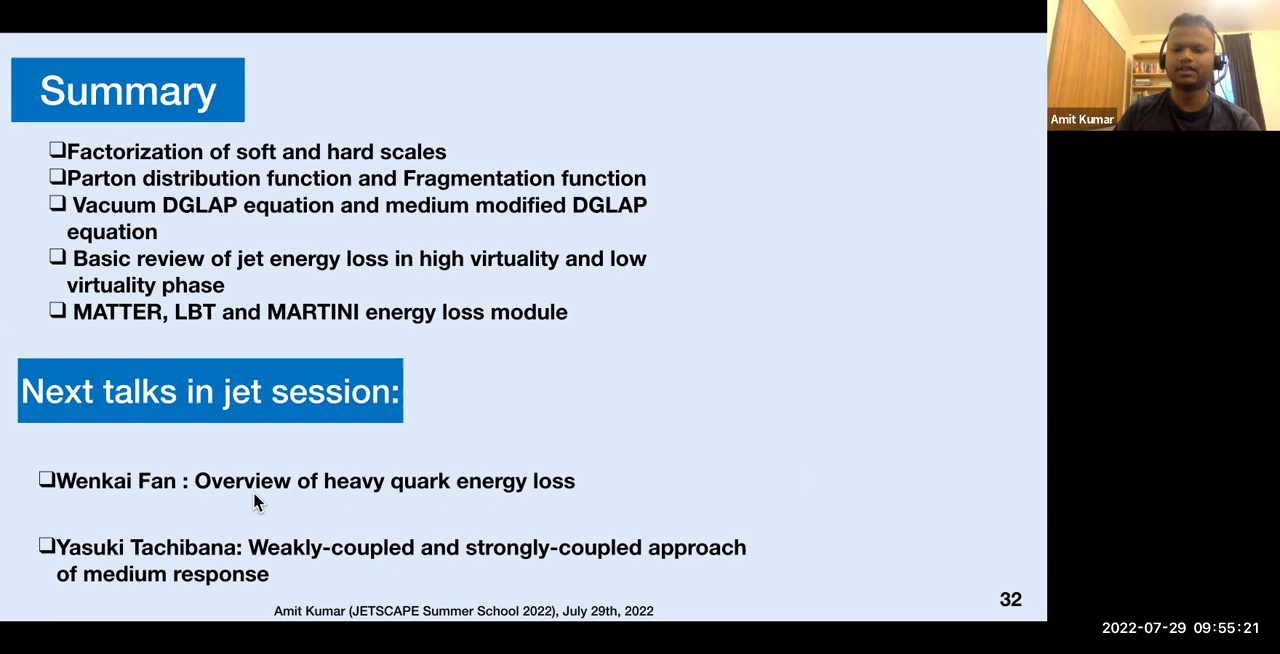 Summary
❑Factorization of soft and hard scales
❑Parton distribution function and Fragmentation function
❑ Vacuum DGLAP equation and medium modified DGLAP
equation
❑ Basic review of jet energy loss in high virtuality and low
virtuality phase
❑ MATTER, LBT and MARTINI energy loss module
Next talks in jet session:
❑Wenkai Fan : Overview of heavy quark energy loss
❑Yasuki Tachibana: Weakly-coupled and strongly-coupled approach
of medium response
Amit Kumar (JETSCAPE Summer School 2022), July 29th, 2022
32
Amit Kumar
2022-07-29 09:55:21